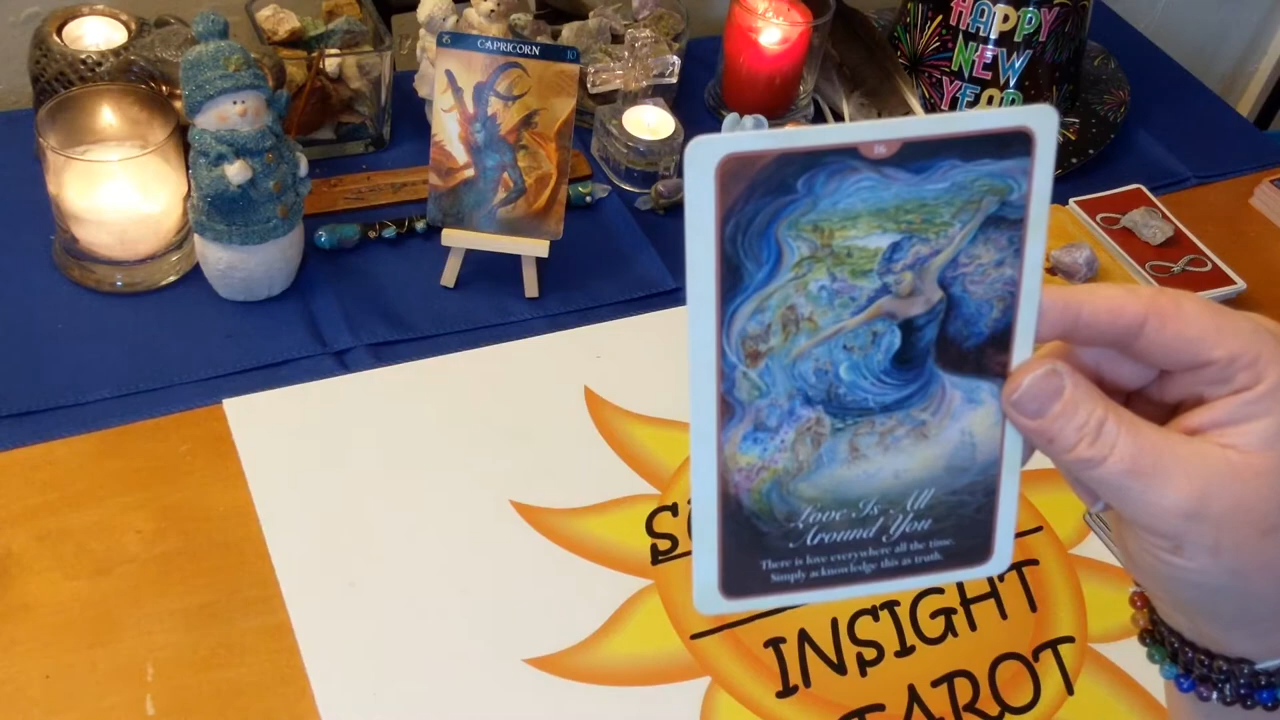 CAPRICORN
10
HAPPY
NEW
YEAR
16
Love Is All
Around You
There is love everywhere all the time.
Simply acknowledge this as truth.
INSIGHT
TAROT